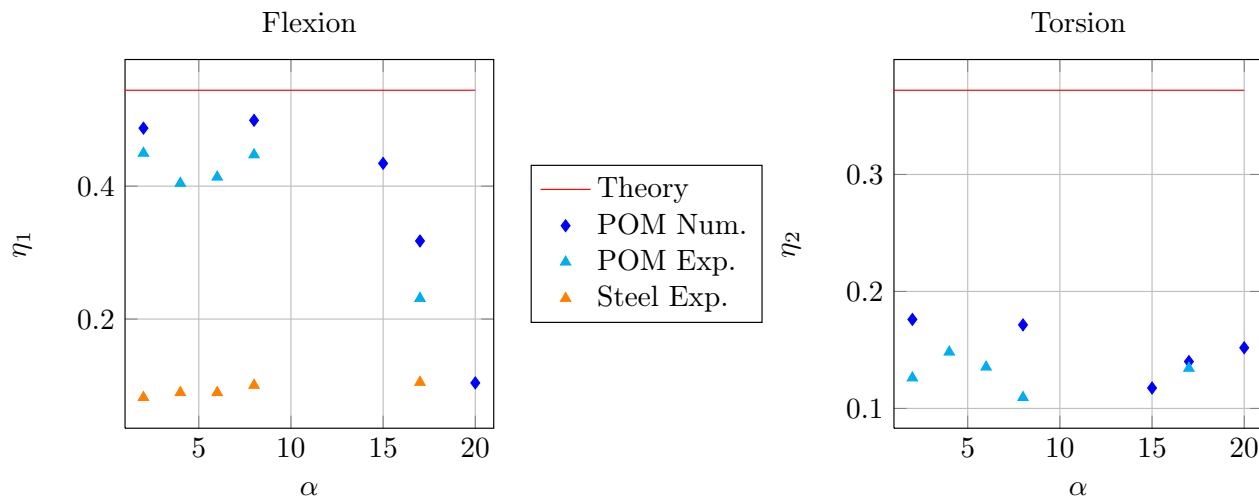 Flexion
0.4
0.2
η1
5 10 15 20
α
Theory
POM Num.
POM Exp.
Steel Exp.
Torsion
0.3
0.2
0.1
η2
5 10 15 20
α